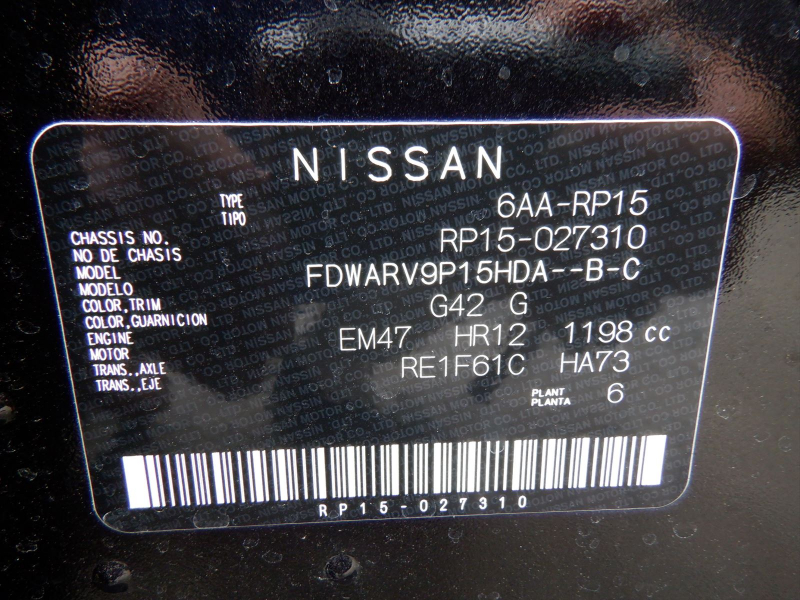 NISSAN
TYPE
TIPO 6AA-RP15
CHASSIS NO. RP15-027310
NO DE CHASIS
MODEL FDWARV9P15HDA--B-C
MODELO
COLOR,TRIM G42 G
COLOR,GUARNICION
ENGINE EM47 HR12 1198 cc
MOTOR
TRANS.,AXLE RE1F61C HA73
TRANS.,EJE
PLANT
PLANTA 6
RP15-027310